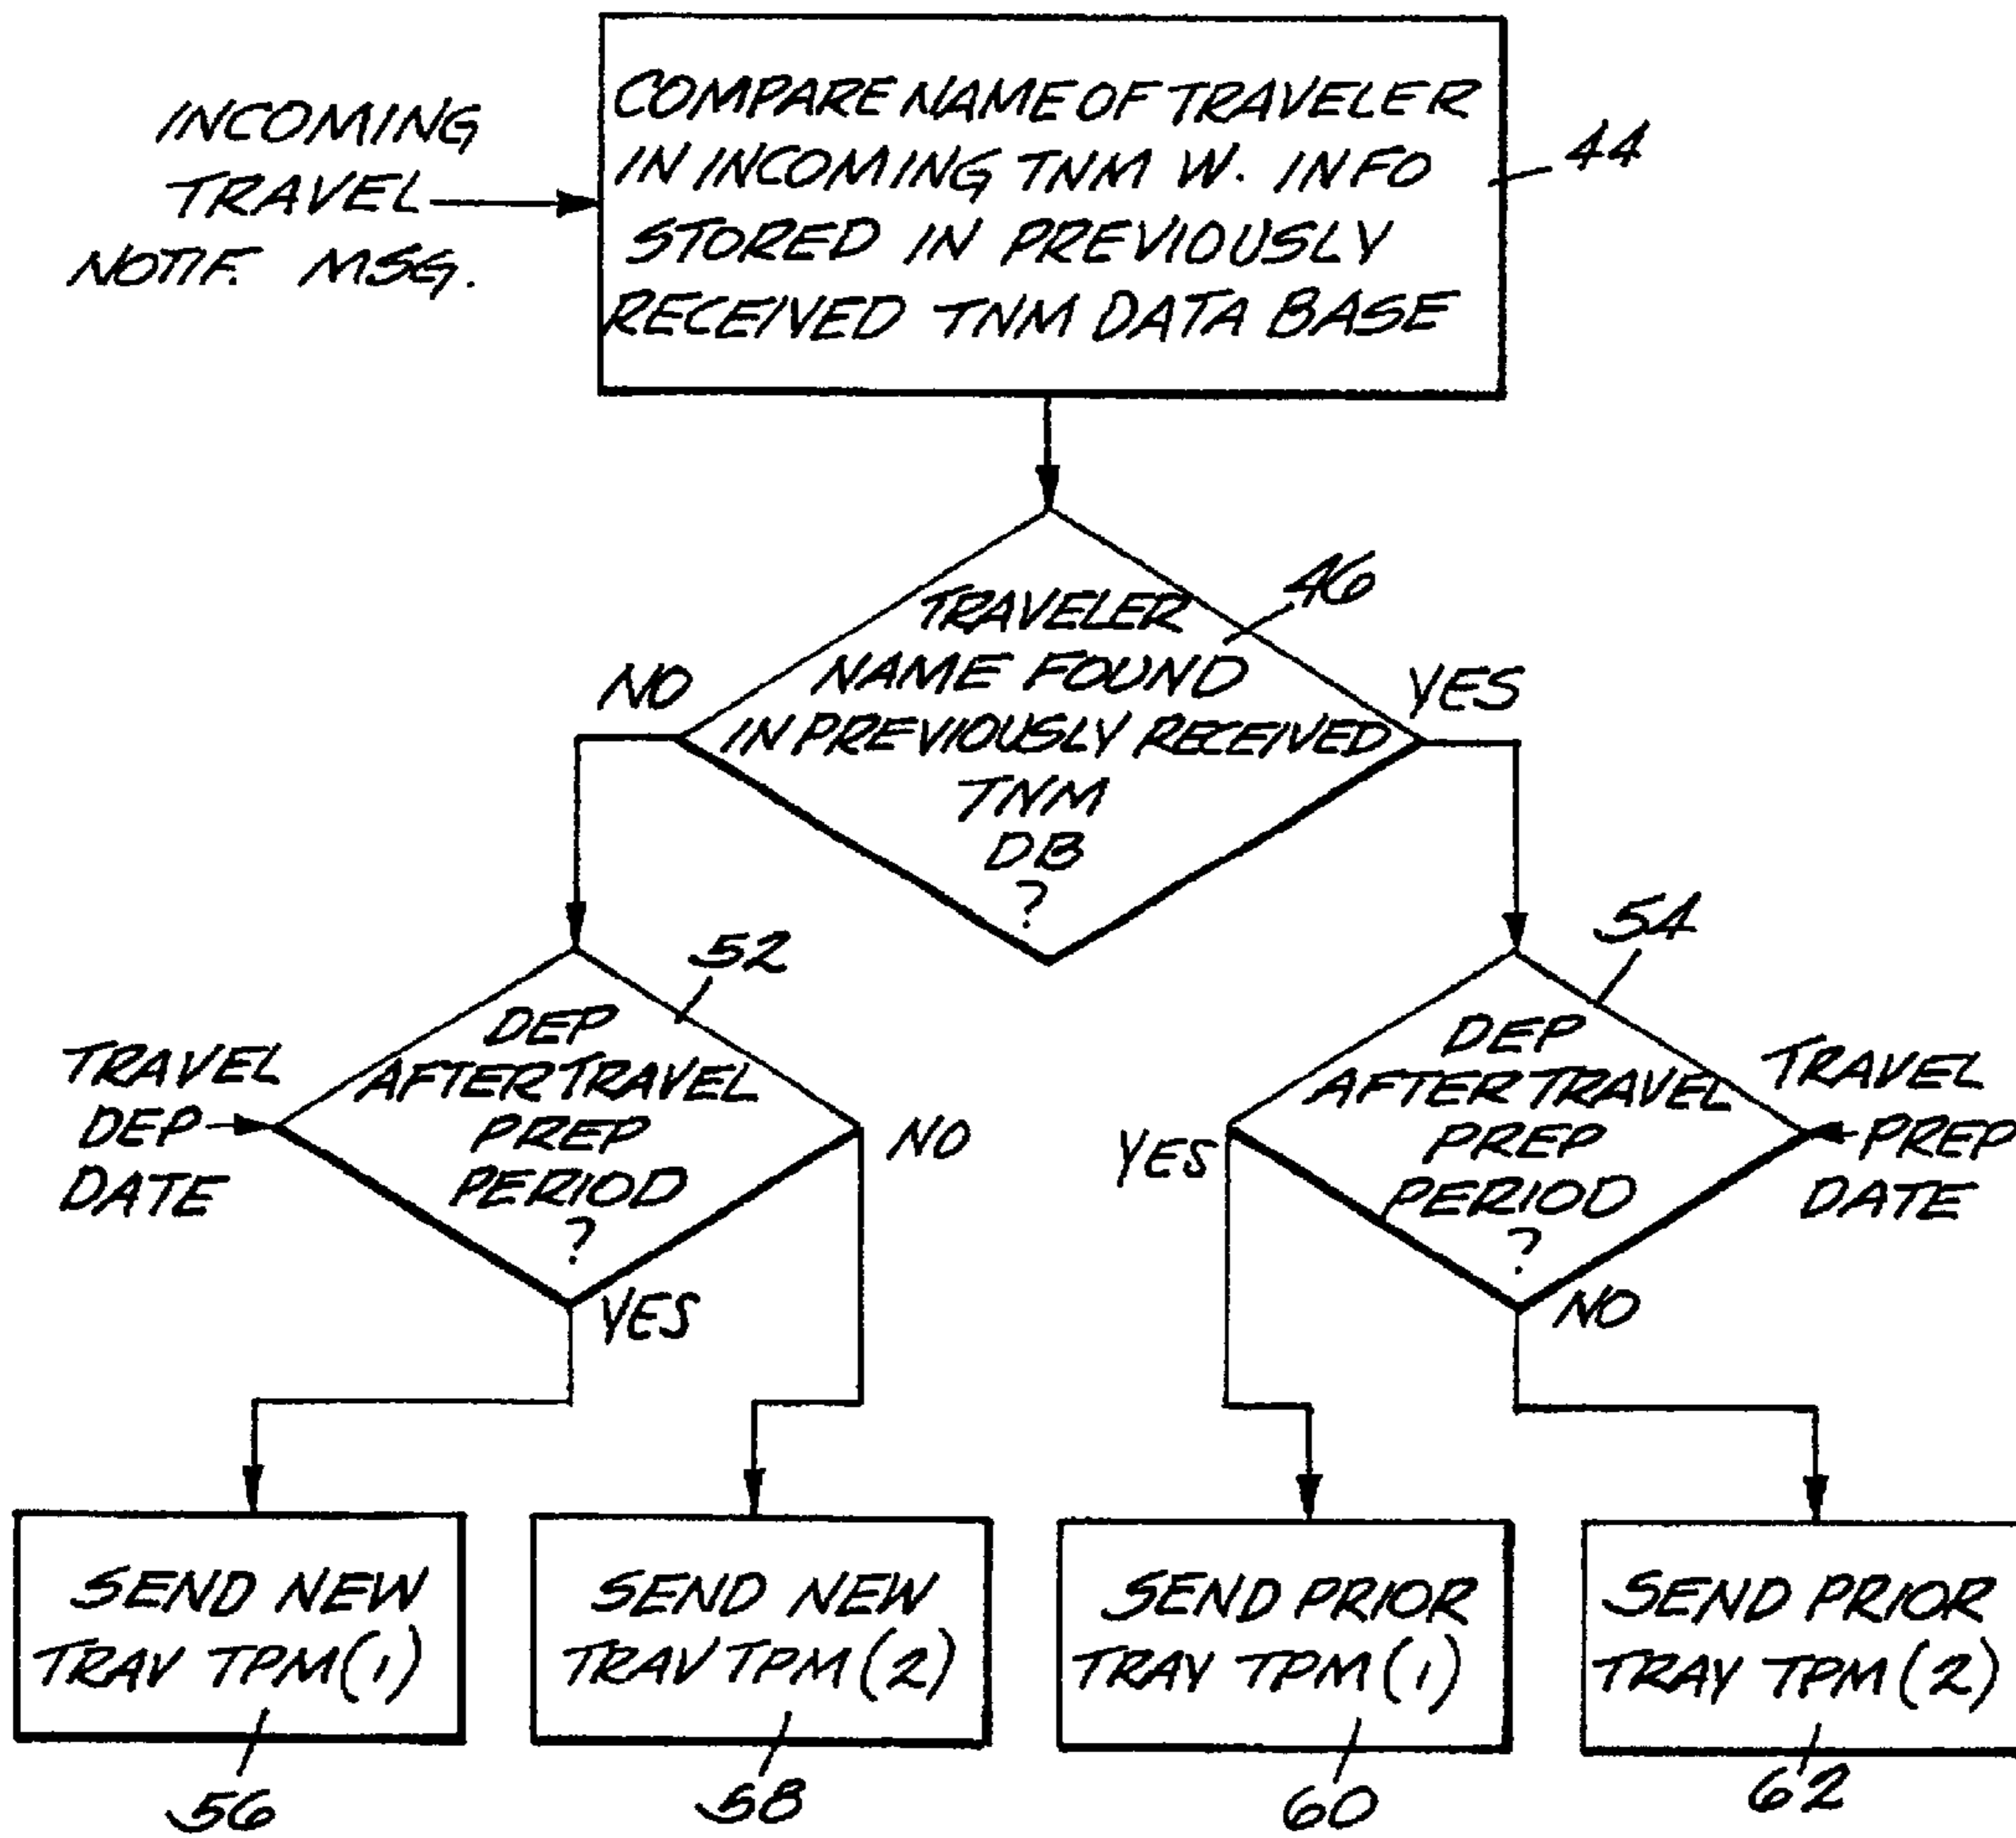 INCOMING
TRAVEL
NOTIF. MSG.
COMPARE NAME OF TRAVELER
IN INCOMING TNM W. INFO
STORED IN PREVIOUSLY
RECEIVED TNM DATA BASE
44
TRAVELER
NAME FOUND
IN PREVIOUSLY RECEIVED
TNM
DB
?
46
NO
YES
TRAVEL
DEP
DATE
DEP
AFTER TRAVEL
PREP
PERIOD
?
52
NO
YES
DEP
AFTER TRAVEL
PREP
PERIOD
?
54
YES
NO
TRAVEL
PREP
DATE
SEND NEW
TRAV TPM(1)
56
SEND NEW
TRAV TPM(2)
58
SEND PRIOR
TRAV TPM(1)
60
SEND PRIOR
TRAV TPM(2)
62